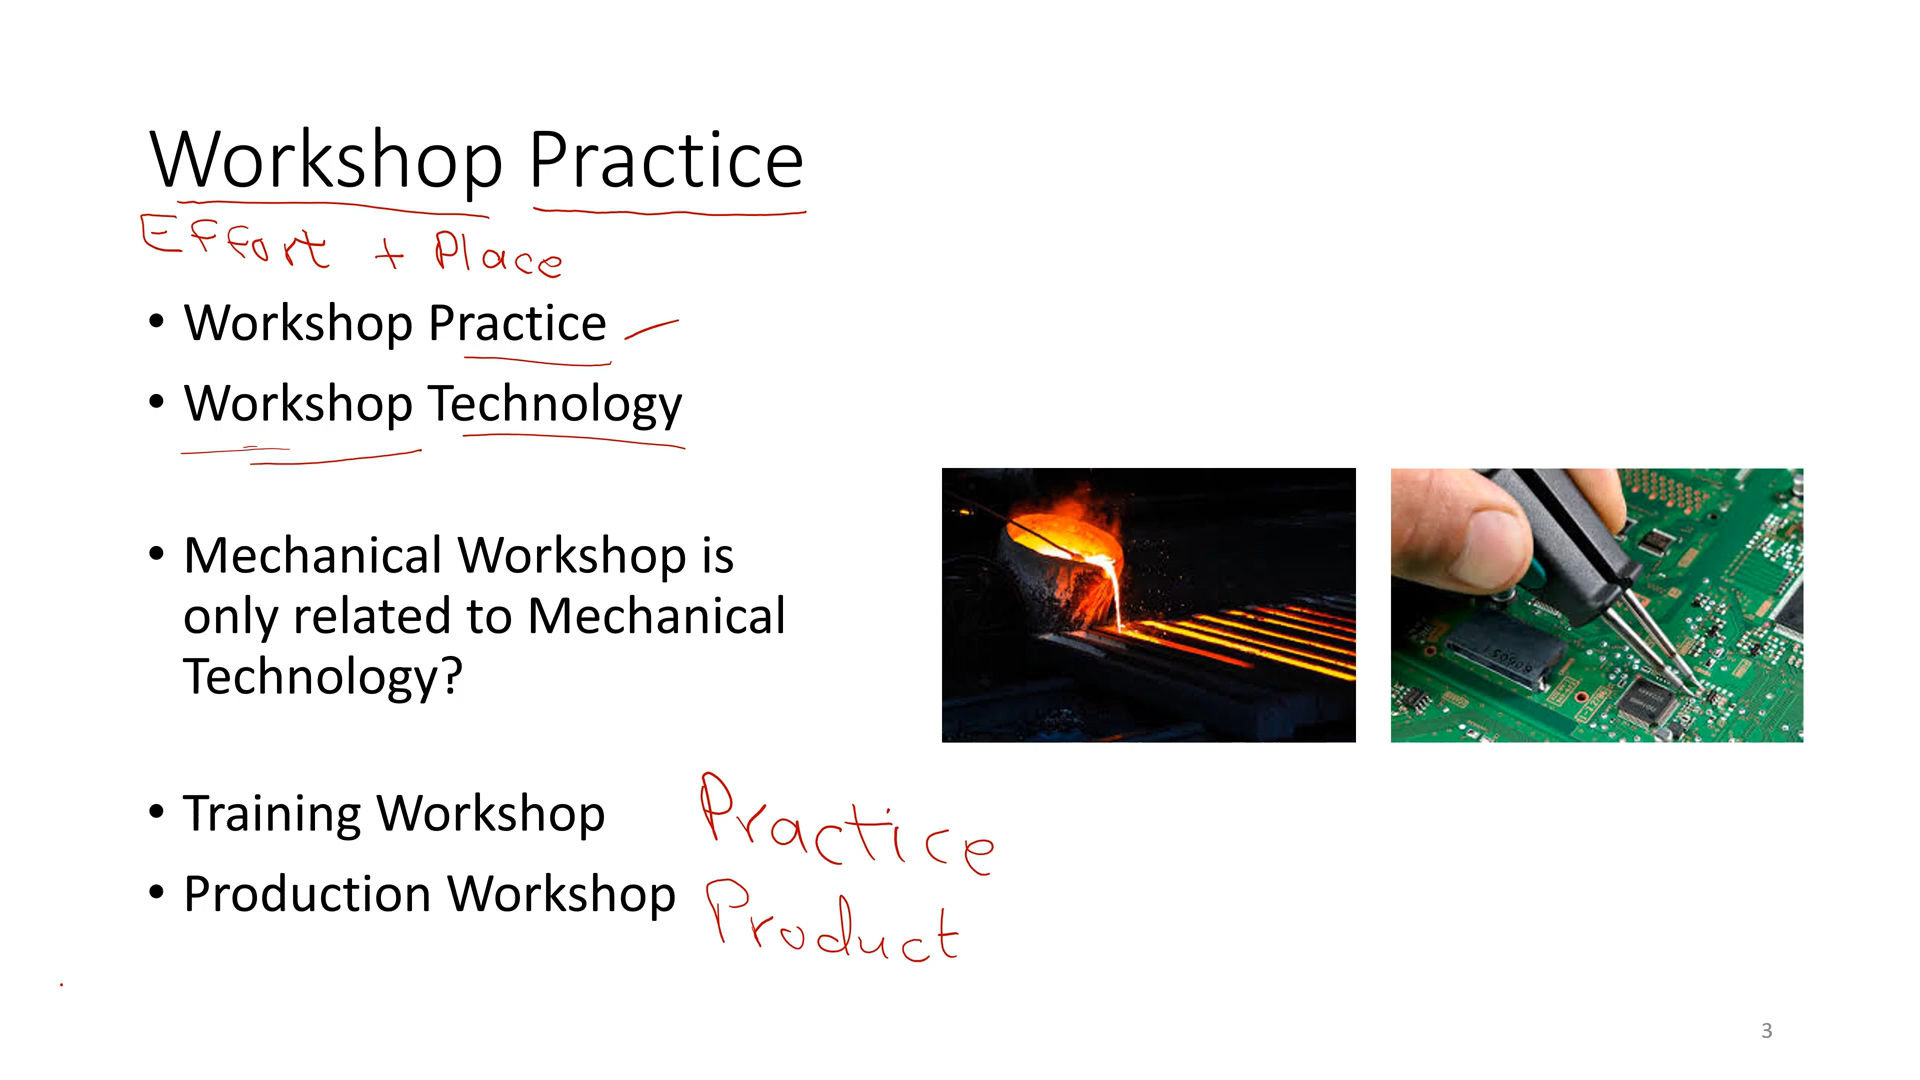 Workshop Practice
Effort + Place
• Workshop Practice
• Workshop Technology
• Mechanical Workshop is
only related to Mechanical
Technology?
• Training Workshop Practice
• Production Workshop Product
3